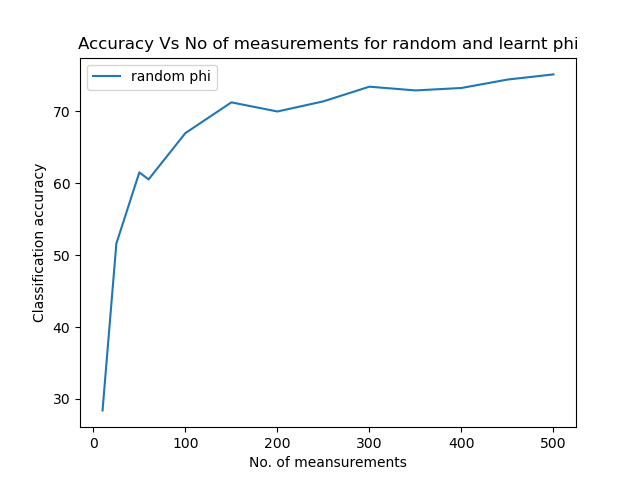 Accuracy Vs No of measurements for random and learnt phi
random phi
Classification accuracy
70
60
50
40
30
0 100 200 300 400 500
No. of meansurements